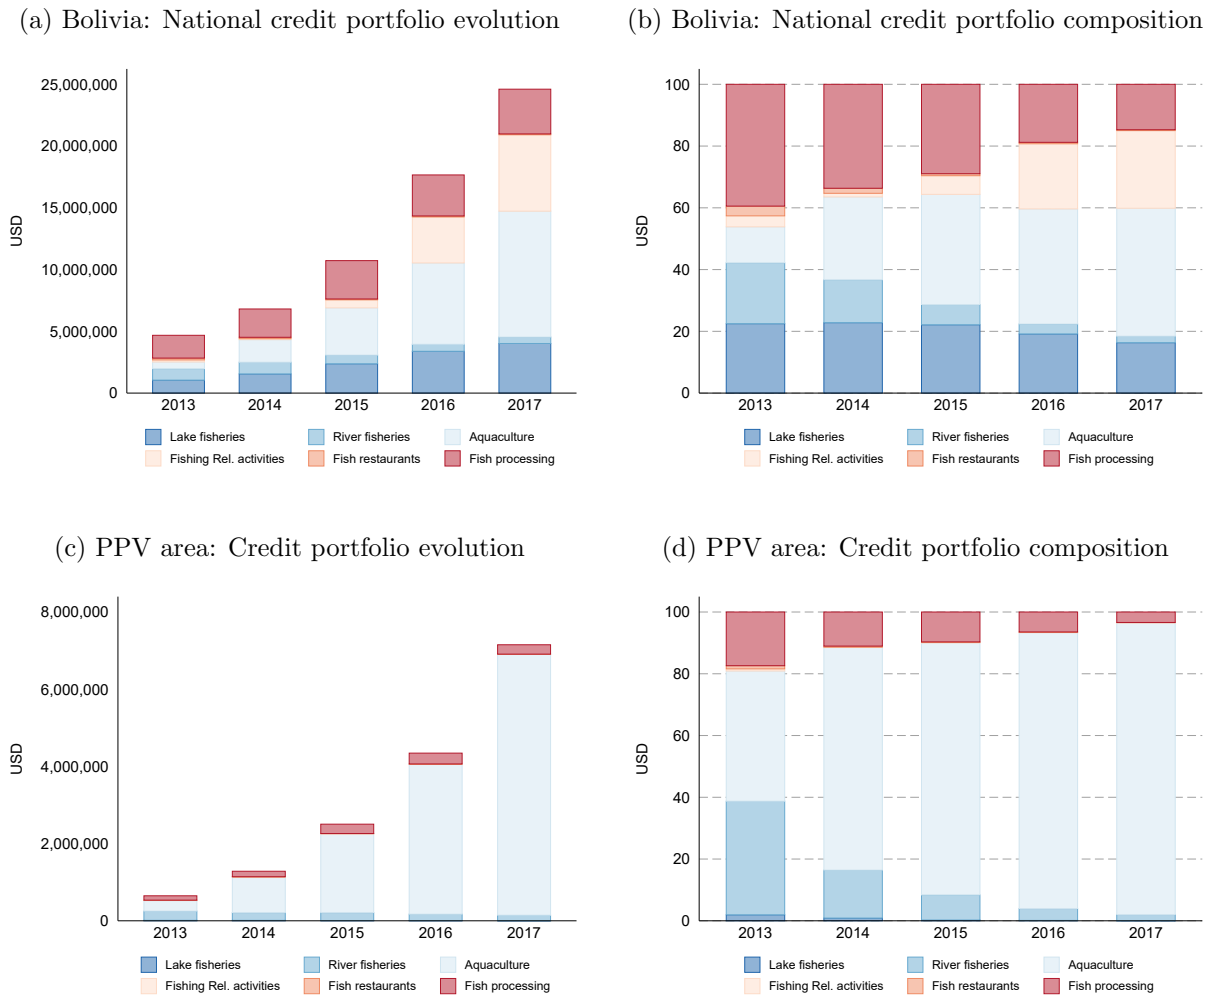 (a) Bolivia: National credit portfolio evolution
25,000,000
20,000,000
15,000,000
10,000,000
5,000,000
0
USD
2013 2014 2015 2016 2017
Lake fisheries River fisheries Aquaculture
Fishing Rel. activities Fish restaurants Fish processing
(b) Bolivia: National credit portfolio composition
100
80
60
40
20
0
USD
2013 2014 2015 2016 2017
Lake fisheries River fisheries Aquaculture
Fishing Rel. activities Fish restaurants Fish processing
(c) PPV area: Credit portfolio evolution
8,000,000
6,000,000
4,000,000
2,000,000
0
USD
2013 2014 2015 2016 2017
Lake fisheries River fisheries Aquaculture
Fishing Rel. activities Fish restaurants Fish processing
(d) PPV area: Credit portfolio composition
100
80
60
40
20
0
USD
2013 2014 2015 2016 2017
Lake fisheries River fisheries Aquaculture
Fishing Rel. activities Fish restaurants Fish processing